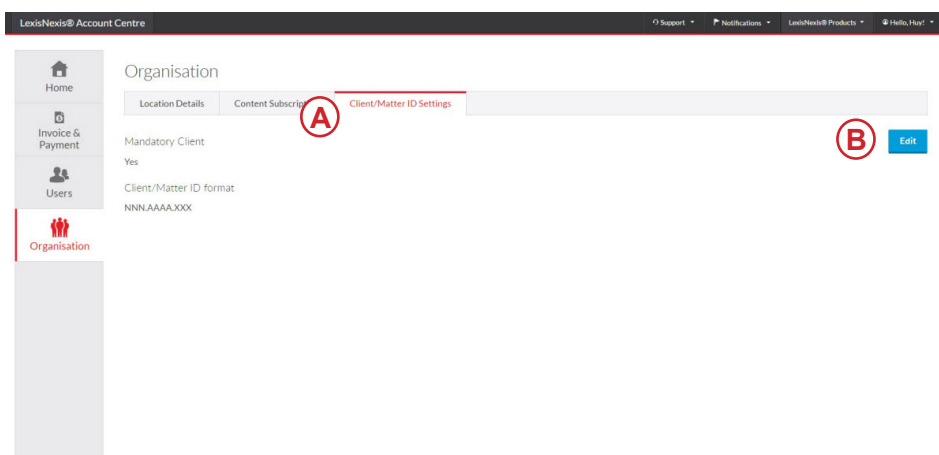 LexisNexis® Account Centre
Support
Notifications
LexisNexis® Products
Hello, Huy!
Home
Invoice &
Payment
Users
Organisation
Organisation
Location Details
Content
Client/Matter ID Settings
A
Mandatory Client
Yes
B
Edit
Client/Matter ID format
NNN.AAAA.XXX